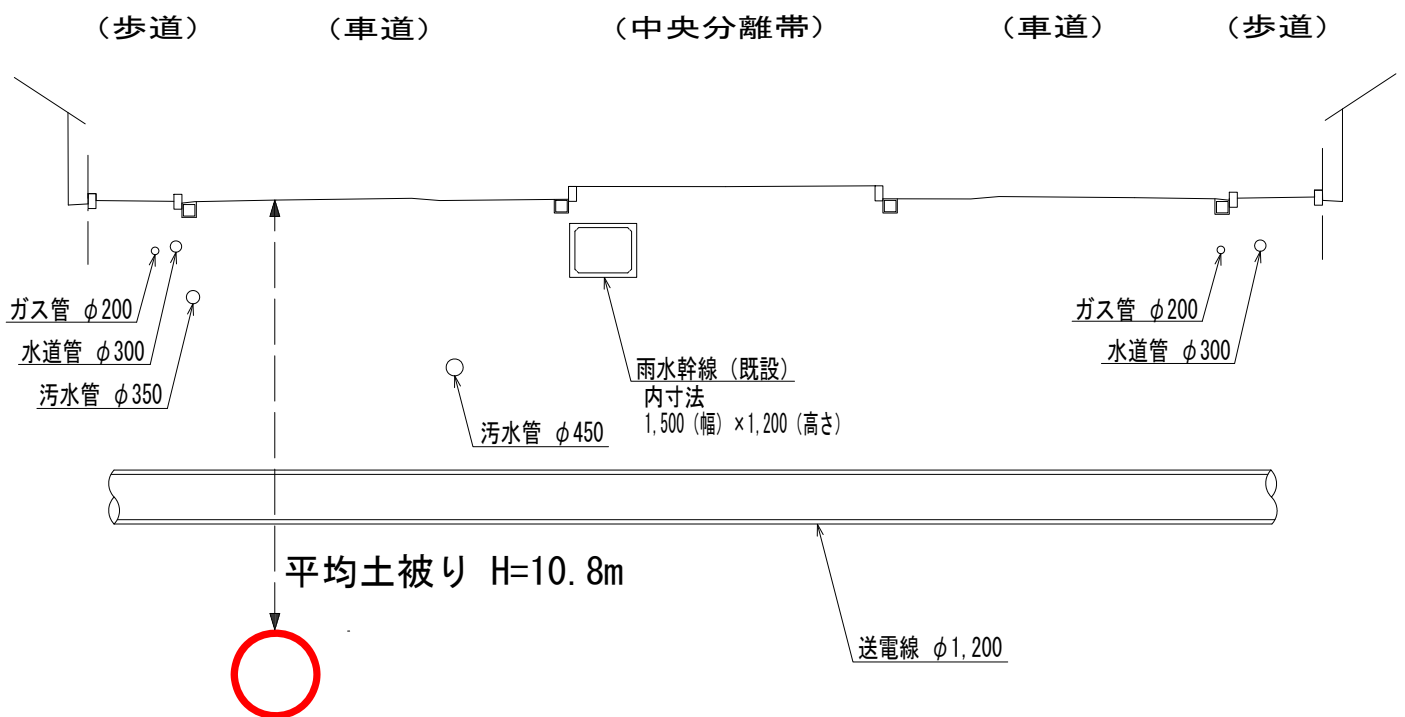 (歩道)
(車道)
(中央分離帯)
(車道)
(歩道)
ガス管 φ200
水道管 φ300
汚水管 φ350
汚水管 φ450
雨水幹線(既設)
内寸法
1,500(幅)×1,200(高さ)
ガス管 φ200
水道管 φ300
平均土被り H=10.8m
送電線 φ1,200